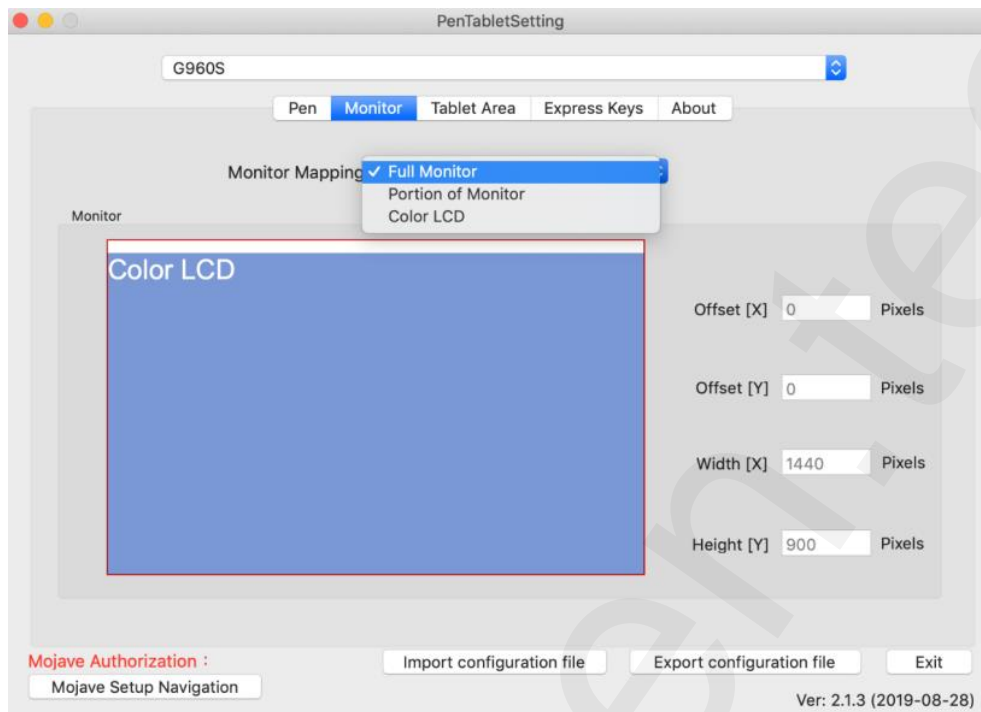 PenTabletSetting
G960S
Pen Monitor Tablet Area Express Keys About
Monitor Mapping ✓ Full Monitor
Portion of Monitor
Color LCD
Monitor
Color LCD
Offset [X] 0 Pixels
Offset [Y] 0 Pixels
Width [X] 1440 Pixels
Height [Y] 900 Pixels
Mojave Authorization：
Import configuration file Export configuration file Exit
Mojave Setup Navigation
Ver: 2.1.3 (2019-08-28)